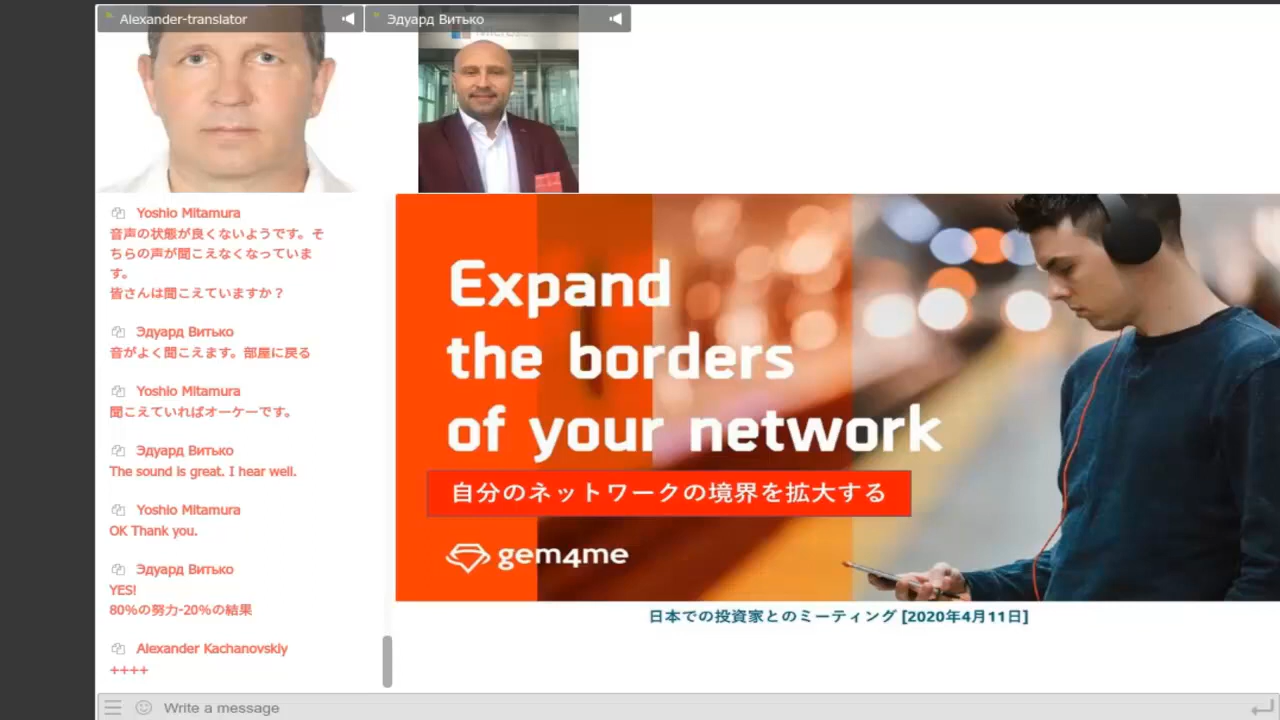 Alexander-translator
Эдуард Витько
Yoshio Mitamura
音声の状態が良くないようです。そ
ちらの声が聞こえなくなっていま
す。
皆さんは聞こえていますか？
Эдуард Витько
音がよく聞こえます。部屋に戻る
Yoshio Mitamura
聞こえていればオーケーです。
Эдуард Витько
The sound is great. I hear well.
Yoshio Mitamura
OK Thank you.
Эдуард Витько
YES!
80％の努力-20％の結果
Alexander Kachanovskiy
++++
Write a message
Expand
the borders
of your network
自分のネットワークの境界を拡大する
gem4me
日本での投資家とのミーティング [2020年4月11日]